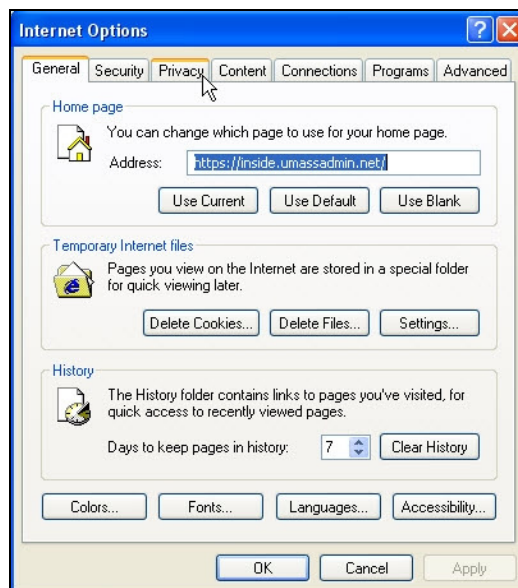 Internet Options
General Security Privacy Content Connections Programs Advanced
Home page
You can change which page to use for your home page.
Address: https://inside.umassadmin.net/
Use Current Use Default Use Blank
Temporary Internet files
Pages you view on the Internet are stored in a special folder
for quick viewing later.
Delete Cookies... Delete Files... Settings...
History
The History folder contains links to pages you've visited, for
quick access to recently viewed pages.
Days to keep pages in history: 7 Clear History
Colors... Fonts... Languages... Accessibility...
OK Cancel Apply